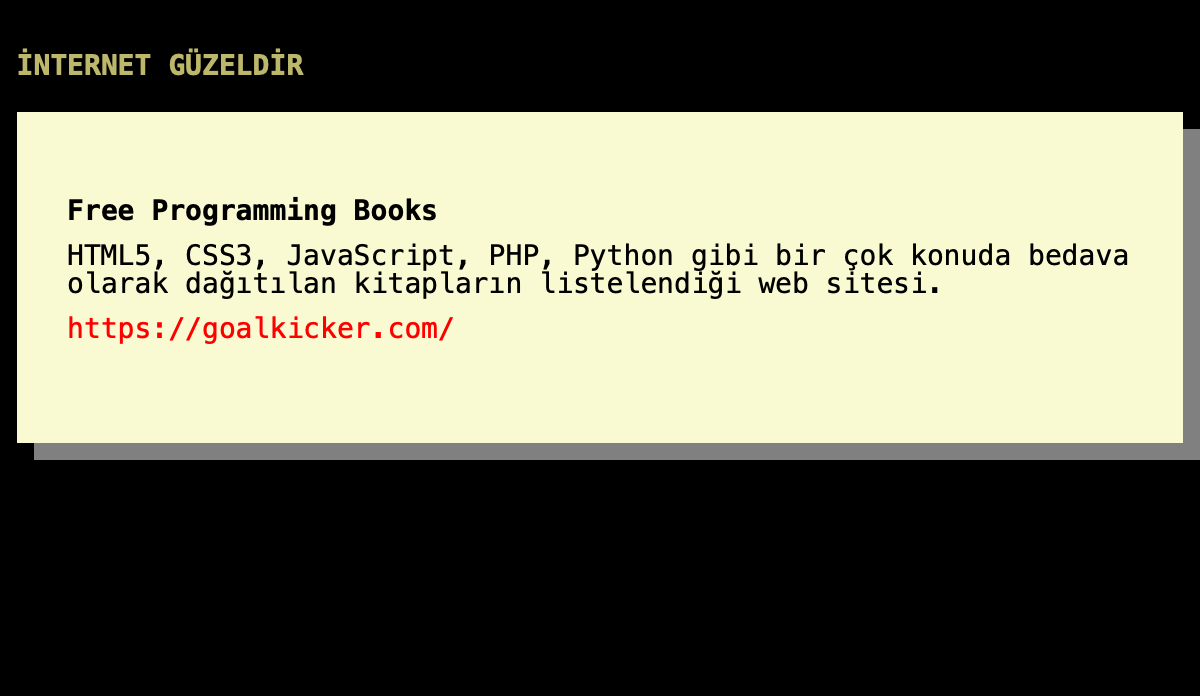 İNTERNET GÜZELDİR
Free Programming Books
HTML5, CSS3, JavaScript, PHP, Python gibi bir çok konuda bedava
olarak dağıtılan kitapların listelendiği web sitesi.
https://goalkicker.com/